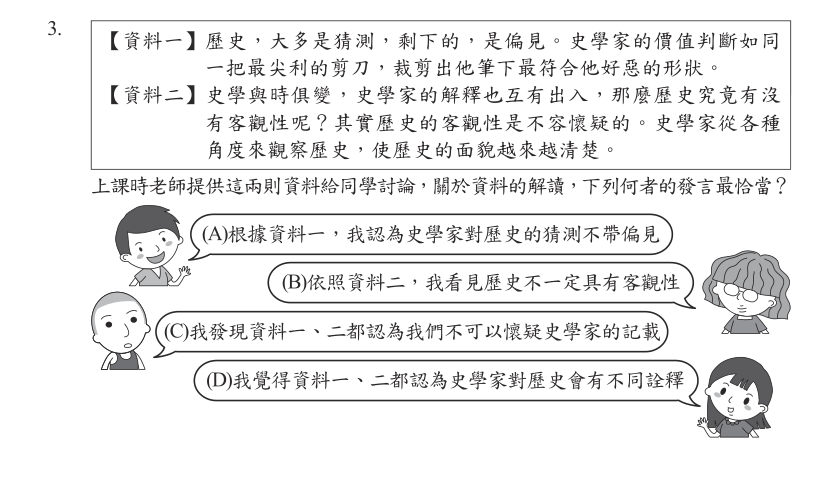 3.
【資料一】歷史，大多是猜測，剩下的，是偏見。史學家的價值判斷如同
一把最尖利的剪刀，裁剪出他筆下最符合他好惡的形狀。
【資料二】史學與時俱變，史學家的解釋也互有出入，那麼歷史究竟有沒
有客觀性呢？其實歷史的客觀性是不容懷疑的。史學家從各種
角度來觀察歷史，使歷史的面貌越來越清楚。
上課時老師提供這兩則資料給同學討論，關於資料的解讀，下列何者的發言最恰當？
(A)根據資料一，我認為史學家對歷史的猜測不帶偏見
(B)依照資料二，我看見歷史不一定具有客觀性
(C)我發現資料一、二都認為我們不可以懷疑史學家的記載
(D)我覺得資料一、二都認為史學家對歷史會有不同詮釋